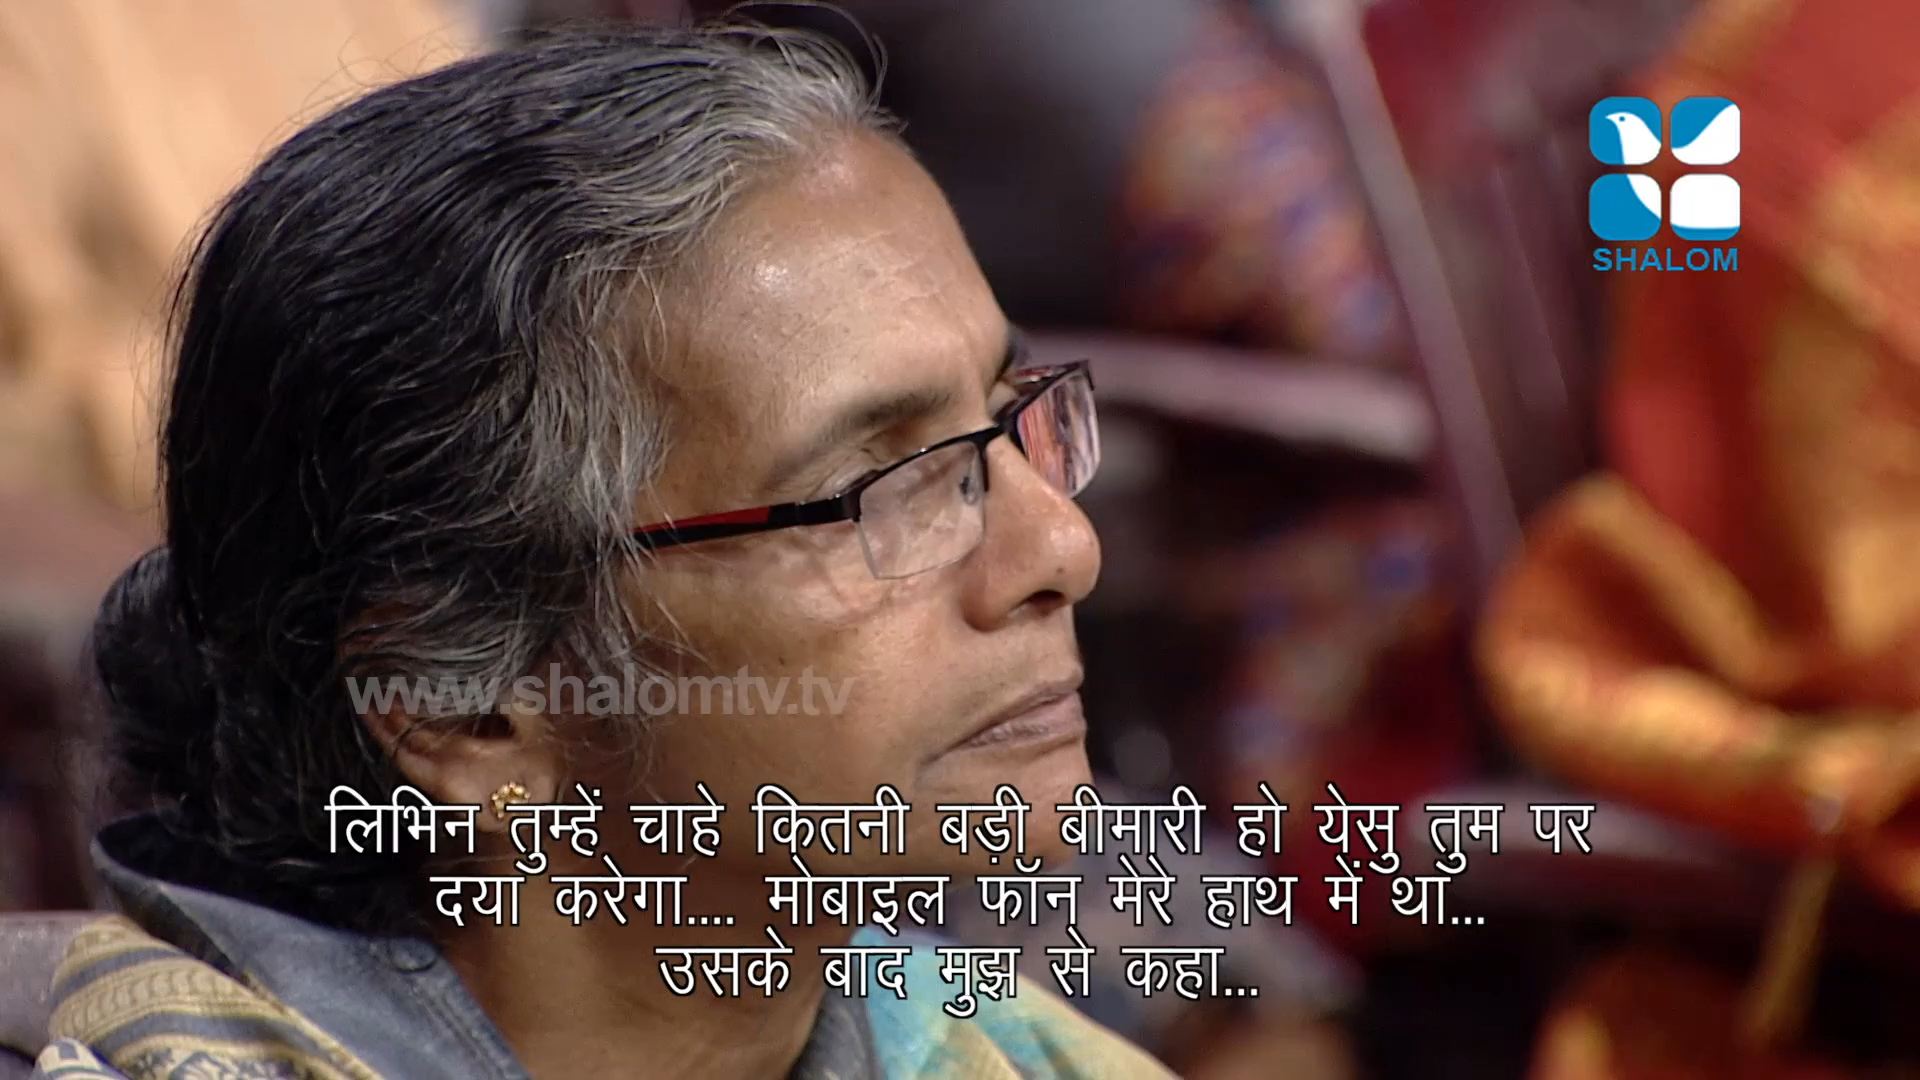 SHALOM
www.shalomtv.tv
लिभिन तुम्हें चाहे कितनी बड़ी बीमारी हो येसु तुम पर
दया करेगा.... मोबाइल फॉन मेरे हाथ में था...
उसके बाद मुझ से कहा...